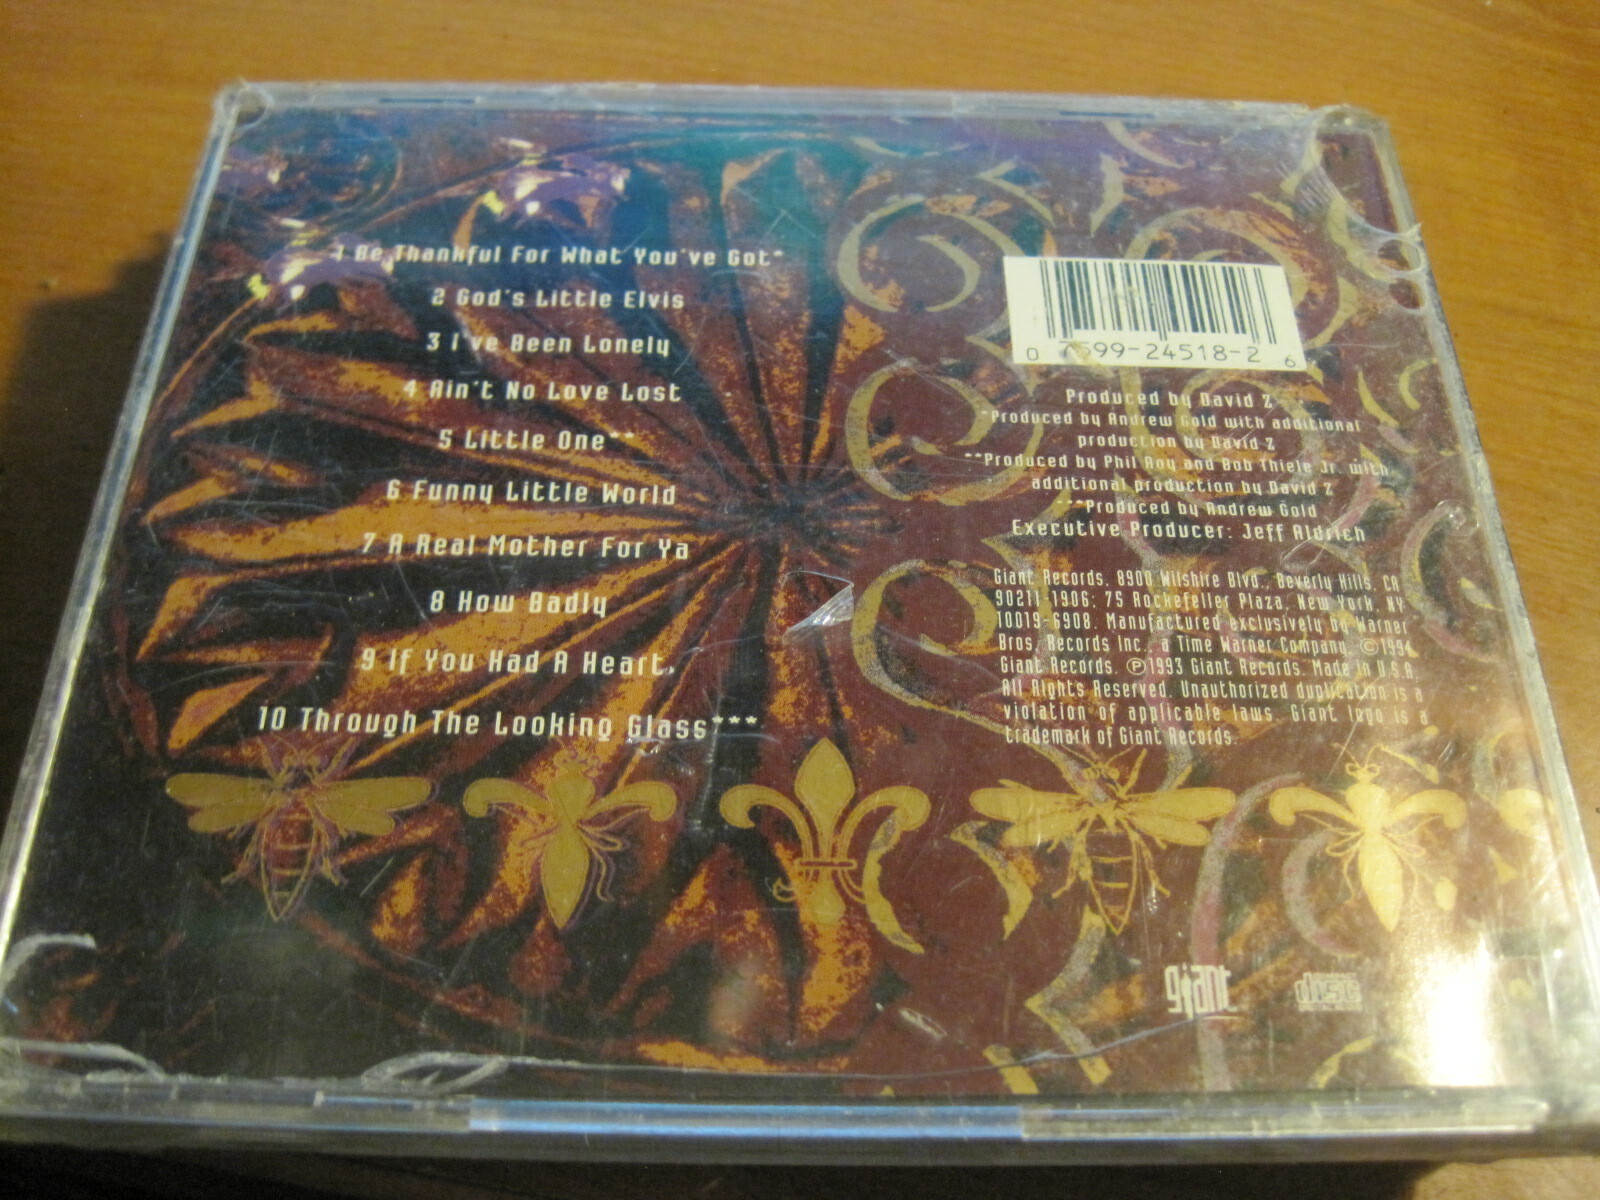 1 Be Thankful For What You've Got*
2 God's Little Elvis
3 I've Been Lonely
4 Ain't No Love Lost
5 Little One**
6 Funny Little World
7 A Real Mother For Ya
8 How Badly
9 If You Had A Heart
10 Through The Looking Glass***
0 7599-24518-2 6
Produced by David Z
*Produced by Andrew Gold with additional
production by David Z
**Produced by Phil Roy and Bob Thiele Jr. with
additional production by David Z
***Produced by Andrew Gold
Executive Producer: Jeff Aldrich
Giant Records, 8900 Wilshire Blvd., Beverly Hills, CA
90211-1906; 75 Rockefeller Plaza, New York, NY
10019-6908. Manufactured exclusively by Warner
Bros. Records Inc., a Time Warner Company. ©1994
Giant Records. ℗1993 Giant Records. Made in U.S.A.
All Rights Reserved. Unauthorized duplication is a
violation of applicable laws. Giant logo is a
trademark of Giant Records.
giant
disc